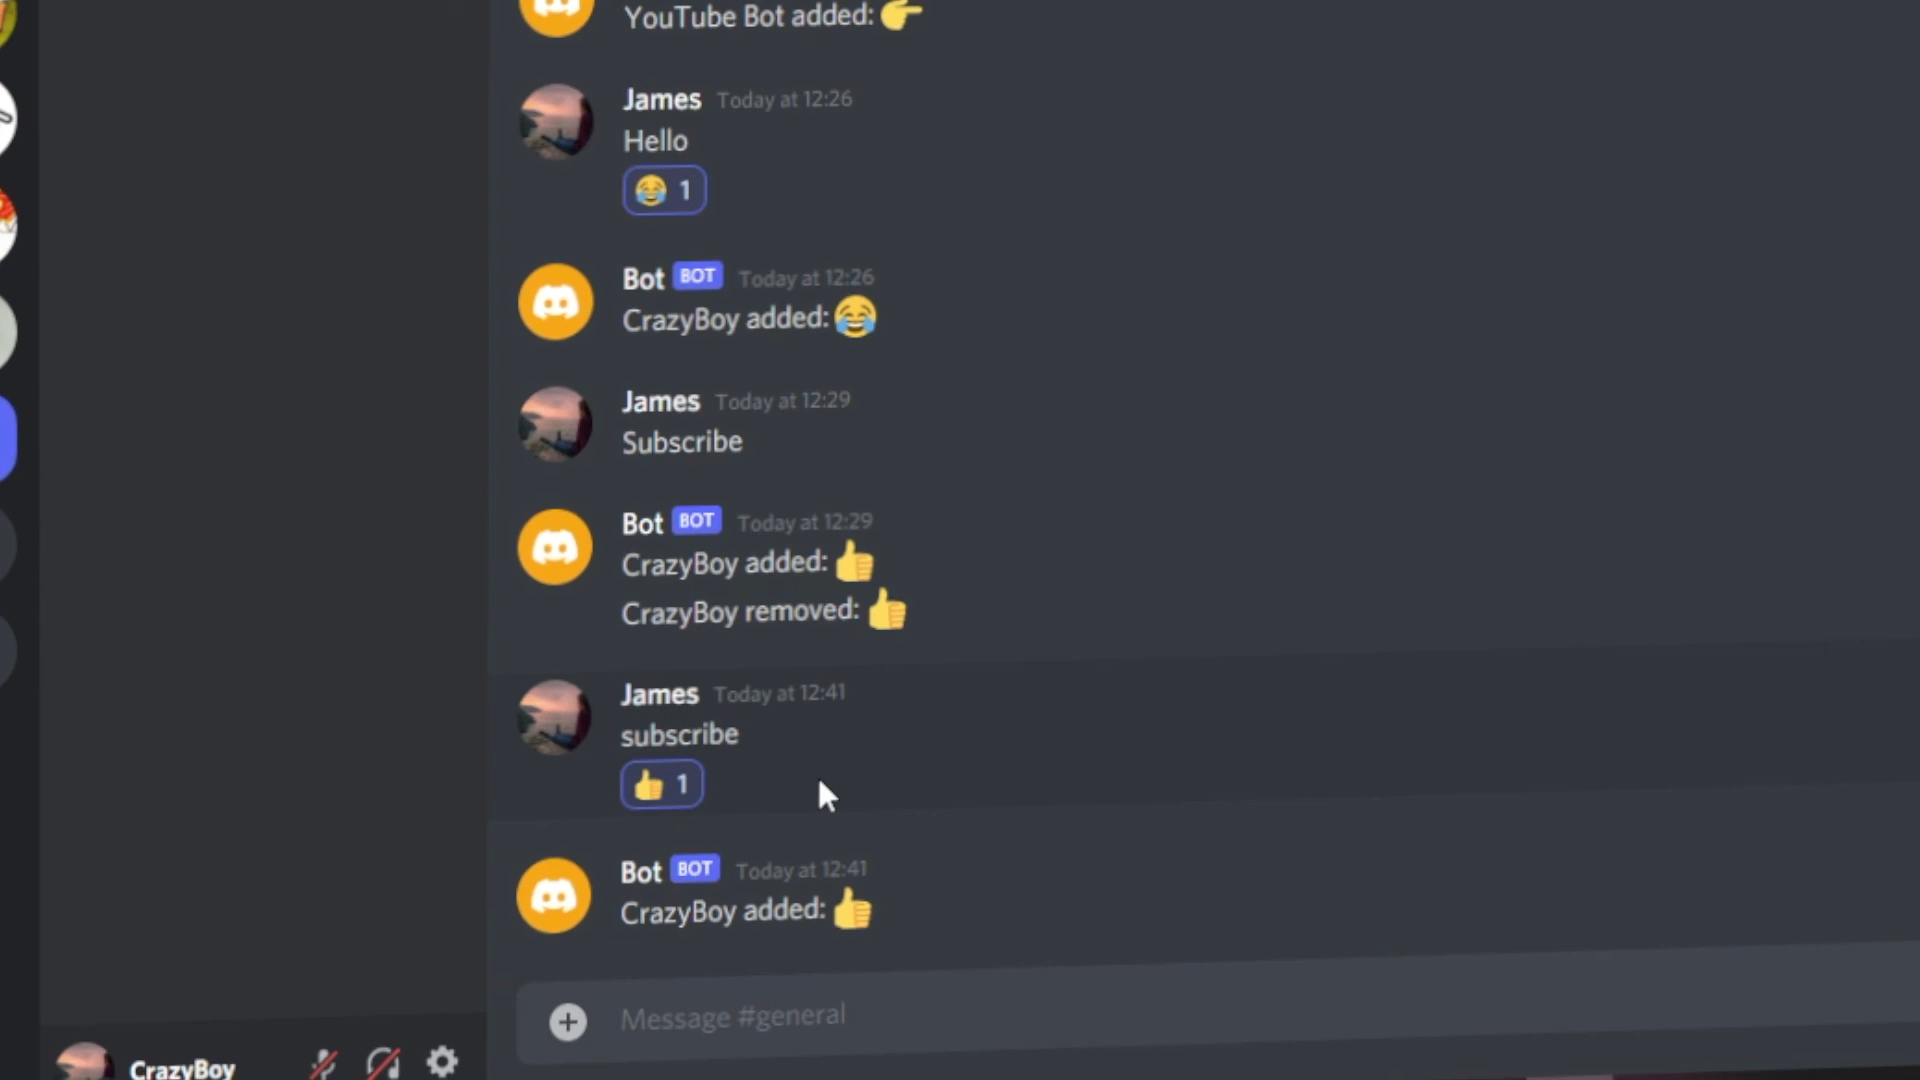 YouTube Bot added: 👉
James Today at 12:26
Hello
😂 1
Bot BOT Today at 12:26
CrazyBoy added: 😂
James Today at 12:29
Subscribe
Bot BOT Today at 12:29
CrazyBoy added: 👍
CrazyBoy removed: 👍
James Today at 12:41
subscribe
👍 1
Bot BOT Today at 12:41
CrazyBoy added: 👍
Message #general
CrazyBoy